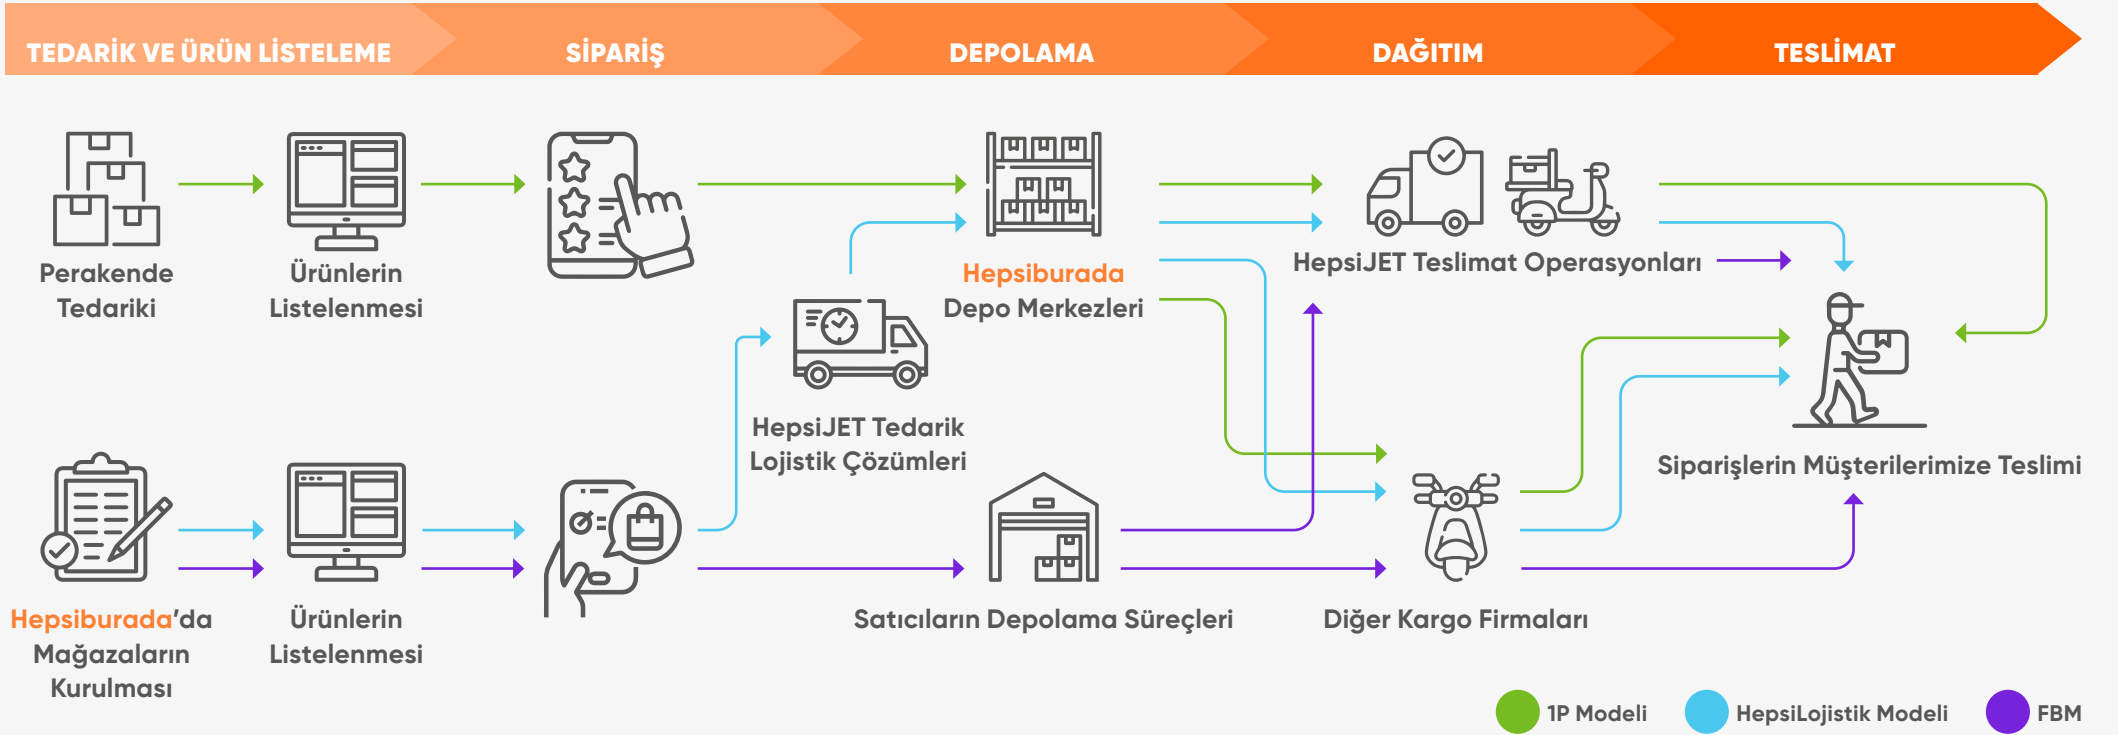 TEDARİK VE ÜRÜN LİSTELEME
SİPARİŞ
DEPOLAMA
DAĞITIM
TESLİMAT
Perakende
Tedariki
Ürünlerin
Listelenmesi
Hepsiburada
Depo Merkezleri
HepsiJET Teslimat Operasyonları
HepsiJET Tedarik
Lojistik Çözümleri
Siparişlerin Müşterilerimize Teslimi
Hepsiburada'da
Mağazaların
Kurulması
Ürünlerin
Listelenmesi
Satıcıların Depolama Süreçleri
Diğer Kargo Firmaları
1P Modeli
HepsiLojistik Modeli
FBM